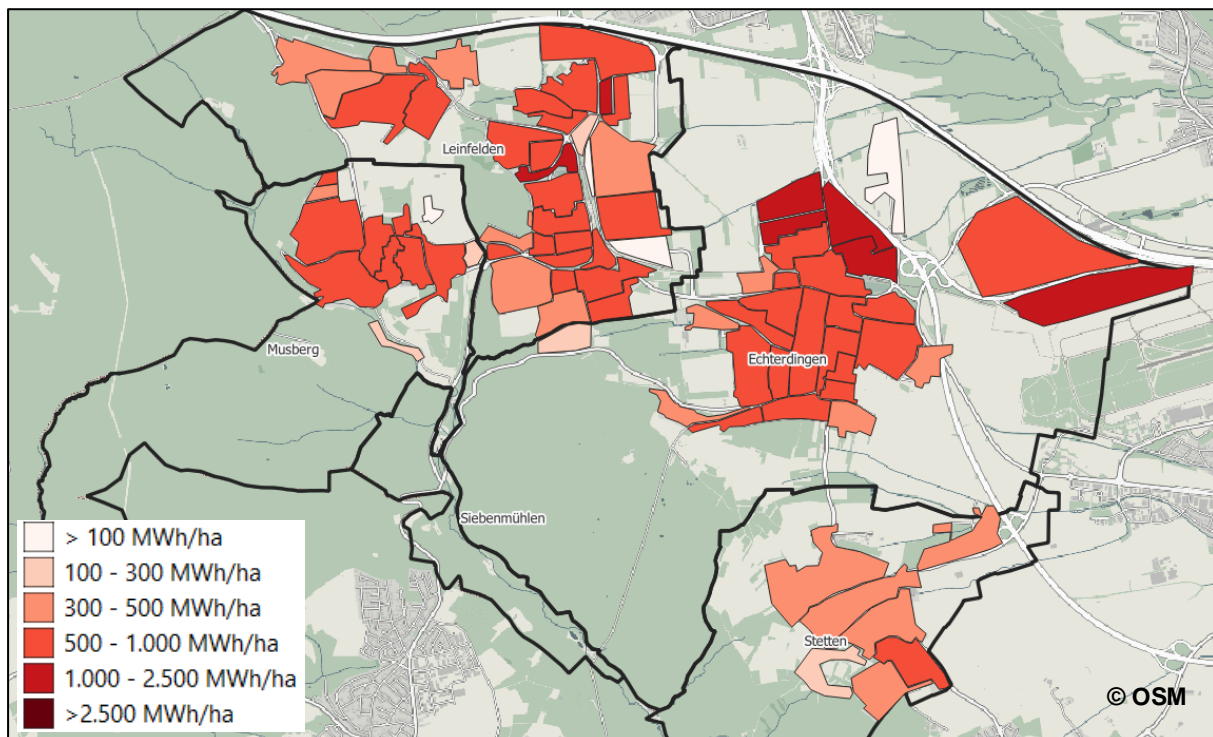 Leinfelden
Musberg
Echterdingen
Siebenmühlen
Stetten
> 100 MWh/ha
100 - 300 MWh/ha
300 - 500 MWh/ha
500 - 1.000 MWh/ha
1.000 - 2.500 MWh/ha
>2.500 MWh/ha
© OSM